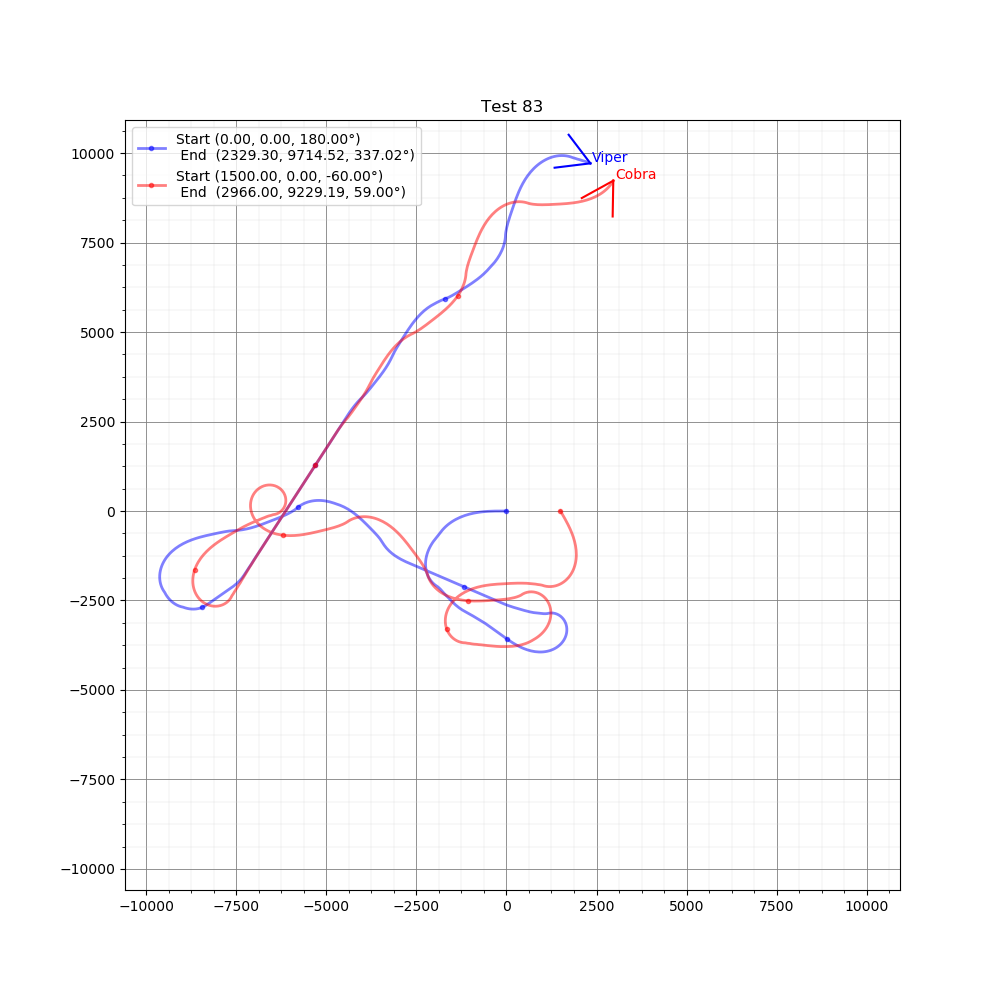 Test 83
Start (0.00, 0.00, 180.00°)
End (2329.30, 9714.52, 337.02°)
Start (1500.00, 0.00, -60.00°)
End (2966.00, 9229.19, 59.00°)
Viper
Cobra
10000
7500
5000
2500
0
−2500
−5000
−7500
−10000
−10000 −7500 −5000 −2500 0 2500 5000 7500 10000